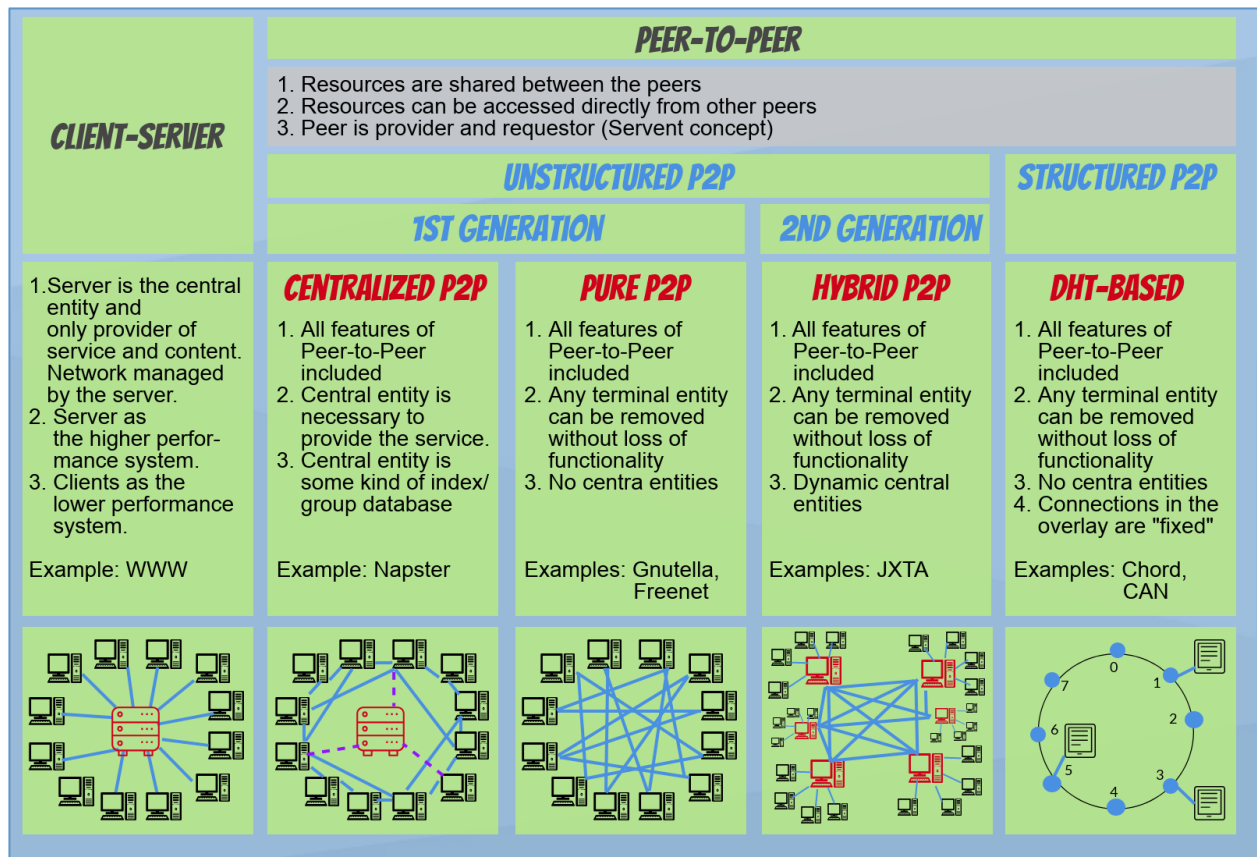 PEER-TO-PEER
1. Resources are shared between the peers
2. Resources can be accessed directly from other peers
3. Peer is provider and requestor (Servent concept)
CLIENT-SERVER
UNSTRUCTURED P2P
STRUCTURED P2P
1ST GENERATION
2ND GENERATION
1.Server is the central
entity and
only provider of
service and content.
Network managed
by the server.
2. Server as
the higher perfor-
mance system.
3. Clients as the
lower performance
system.
Example: WWW
CENTRALIZED P2P
1. All features of
Peer-to-Peer
included
2. Central entity is
necessary to
provide the service.
3. Central entity is
some kind of index/
group database
Example: Napster
PURE P2P
1. All features of
Peer-to-Peer
included
2. Any terminal entity
can be removed
without loss of
functionality
3. No centra entities
Examples: Gnutella,
Freenet
HYBRID P2P
1. All features of
Peer-to-Peer
included
2. Any terminal entity
can be removed
without loss of
functionality
3. Dynamic central
entities
Examples: JXTA
DHT-BASED
1. All features of
Peer-to-Peer
included
2. Any terminal entity
can be removed
without loss of
functionality
3. No centra entities
4. Connections in the
overlay are "fixed"
Examples: Chord,
CAN
0
1
2
3
4
5
6
7